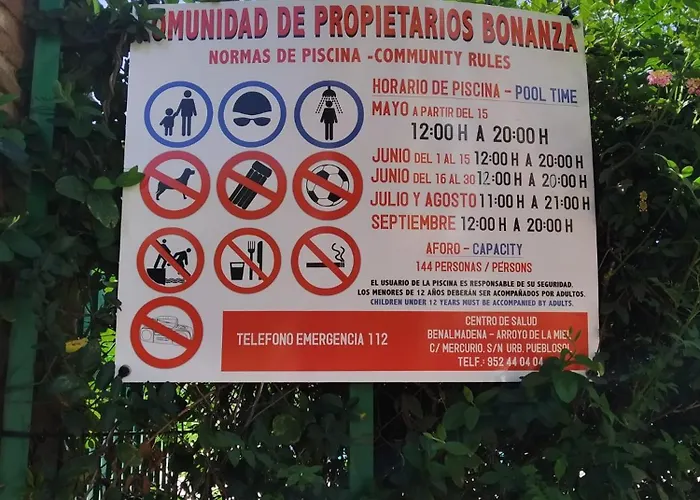 COMUNIDAD DE PROPIETARIOS BONANZA
NORMAS DE PISCINA -COMMUNITY RULES
HORARIO DE PISCINA - POOL TIME
MAYO A PARTIR DEL 15
12:00 H A 20:00 H
JUNIO DEL 1 AL 15 12:00 H A 20:00 H
JUNIO DEL 16 AL 30 12:00 H A 20:00 H
JULIO Y AGOSTO 11:00 H A 21:00 H
SEPTIEMBRE 12:00 H A 20:00 H
AFORO - CAPACITY
144 PERSONAS / PERSONS
EL USUARIO DE LA PISCINA ES RESPONSABLE DE SU SEGURIDAD.
LOS MENORES DE 12 AÑOS DEBERÁN SER ACOMPAÑADOS POR ADULTOS.
CHILDREN UNDER 12 YEARS MUST BE ACCOMPANIED BY ADULTS.
TELEFONO EMERGENCIA 112
CENTRO DE SALUD
BENALMADENA - ARROYO DE LA MIEL
C/ MERCURIO. S/N URB. PUEBLOSOL
TELF.: 952 44 04 04